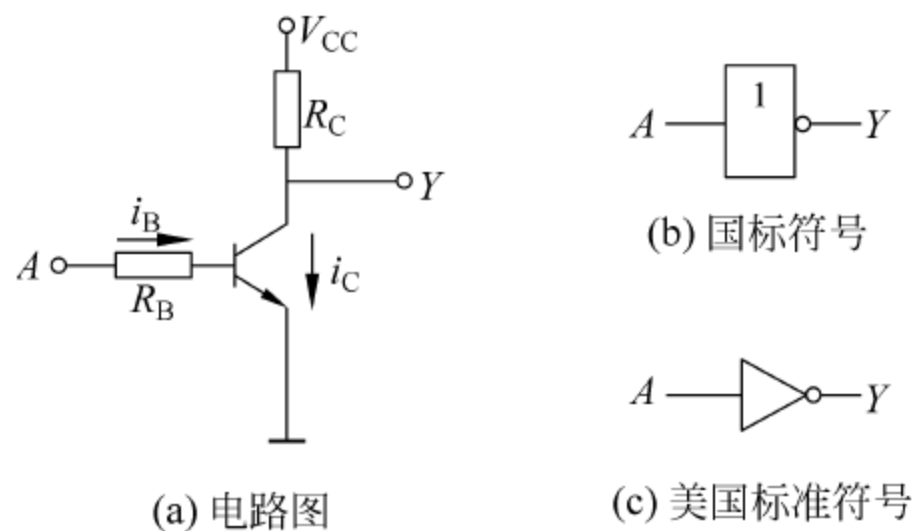 V_CC
R_C
Y
i_B
A
R_B
i_C
(a) 电路图
A
1
Y
(b) 国标符号
A
Y
(c) 美国标准符号